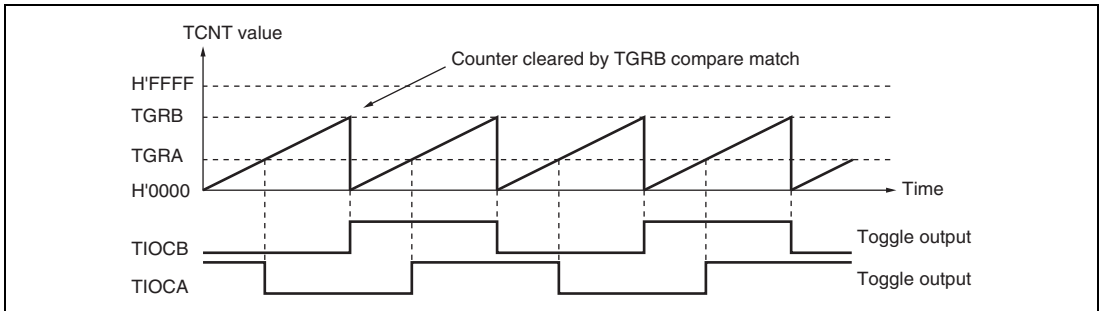 TCNT value
Counter cleared by TGRB compare match
H'FFFF
TGRB
TGRA
H'0000
Time
TIOCB
Toggle output
TIOCA
Toggle output